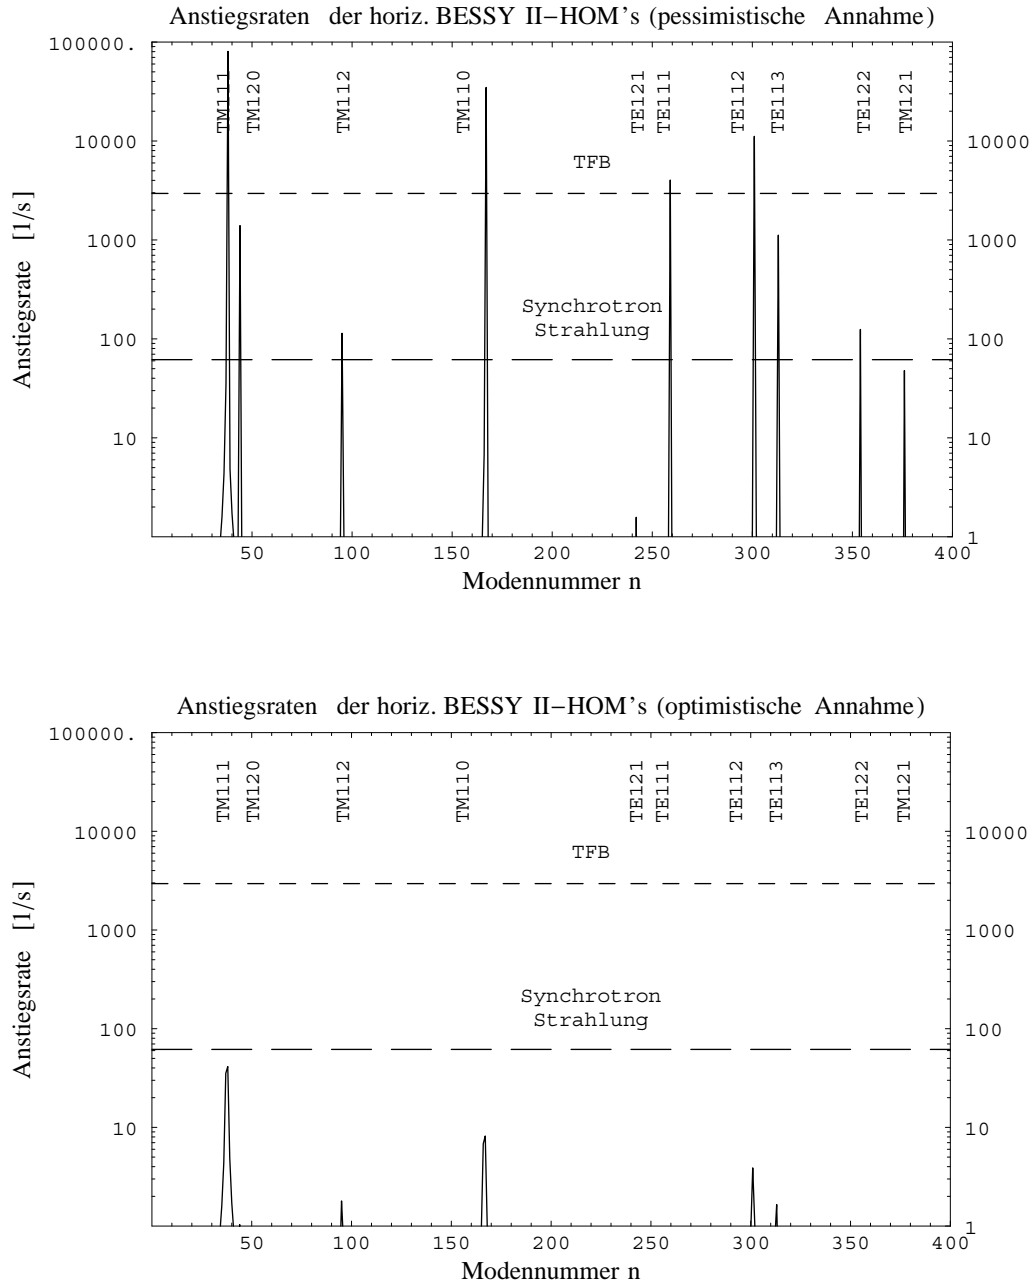 Anstiegsraten der horiz. BESSY II−HOM's (pessimistische Annahme)
100000.
TM111 TM120 TM112 TM110 TE121 TE111 TE112 TE113 TE122 TM121
10000 10000
TFB
1000 1000
Synchrotron
Strahlung
100 100
10 10
1
50 100 150 200 250 300 350 400
Modennummer n
Anstiegsrate [1/s]
Anstiegsraten der horiz. BESSY II−HOM's (optimistische Annahme)
100000.
TM111 TM120 TM112 TM110 TE121 TE111 TE112 TE113 TE122 TM121
10000 10000
TFB
1000 1000
Synchrotron
Strahlung
100 100
10 10
1
50 100 150 200 250 300 350 400
Modennummer n
Anstiegsrate [1/s]